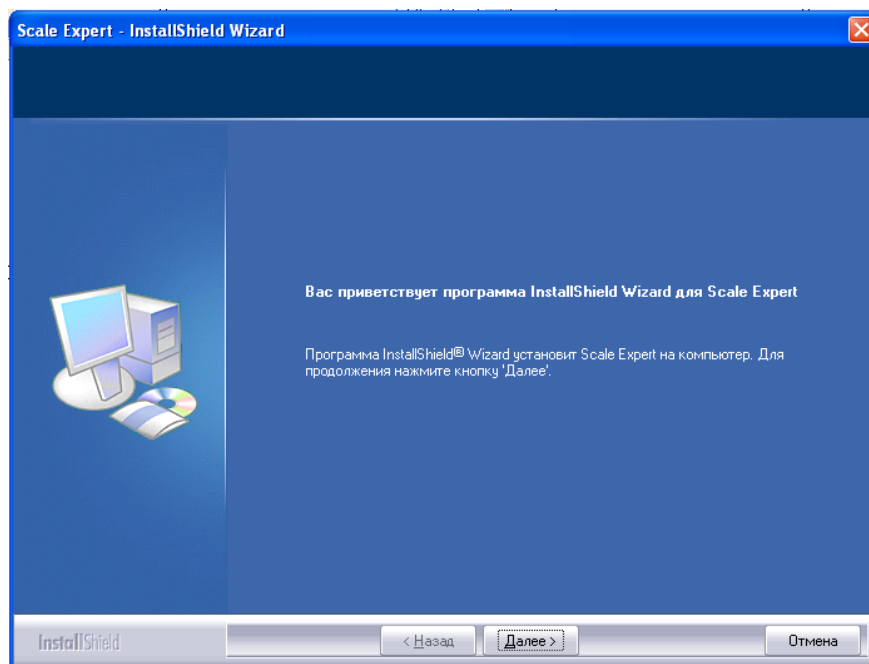 Scale Expert - InstallShield Wizard
Вас приветствует программа InstallShield Wizard для Scale Expert
Программа InstallShield® Wizard установит Scale Expert на компьютер. Для
продолжения нажмите кнопку 'Далее'.
InstallShield
< Назад
Далее >
Отмена